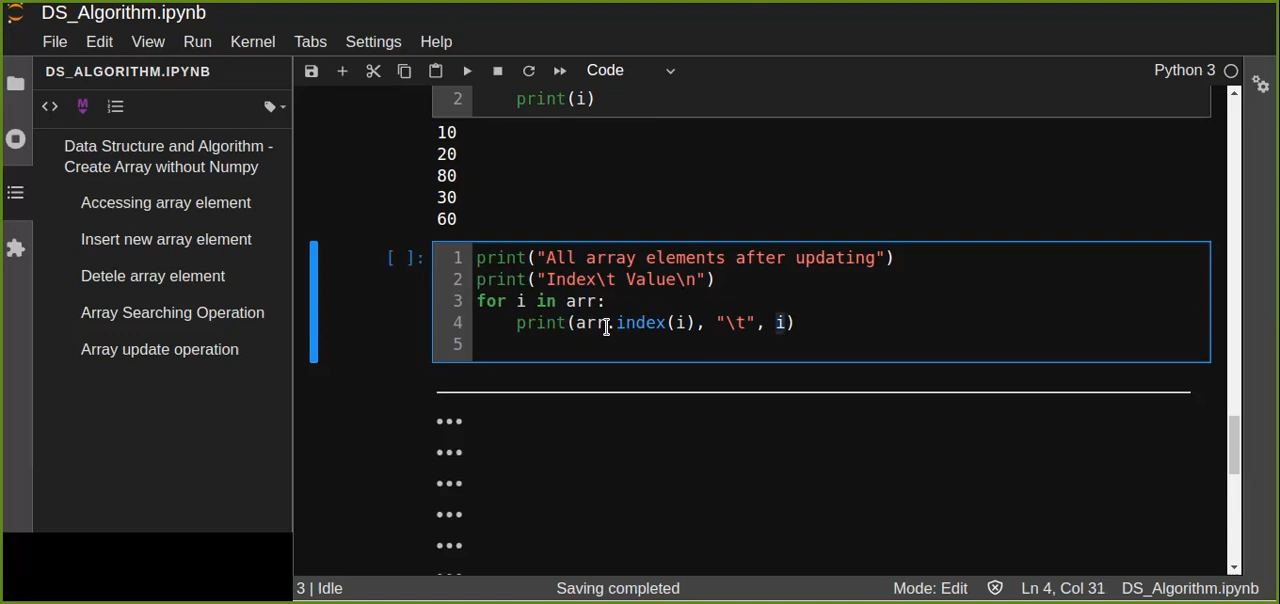 DS_Algorithm.ipynb
File Edit View Run Kernel Tabs Settings Help
DS_ALGORITHM.IPYNB
Code
Python 3
M
Data Structure and Algorithm -
Create Array without Numpy
Accessing array element
Insert new array element
Detele array element
Array Searching Operation
Array update operation
2 print(i)
10
20
80
30
60
[ ]: 1 print("All array elements after updating")
2 print("Index\t Value\n")
3 for i in arr:
4 print(arr.index(i), "\t", i)
5
3 | Idle Saving completed Mode: Edit Ln 4, Col 31 DS_Algorithm.ipynb